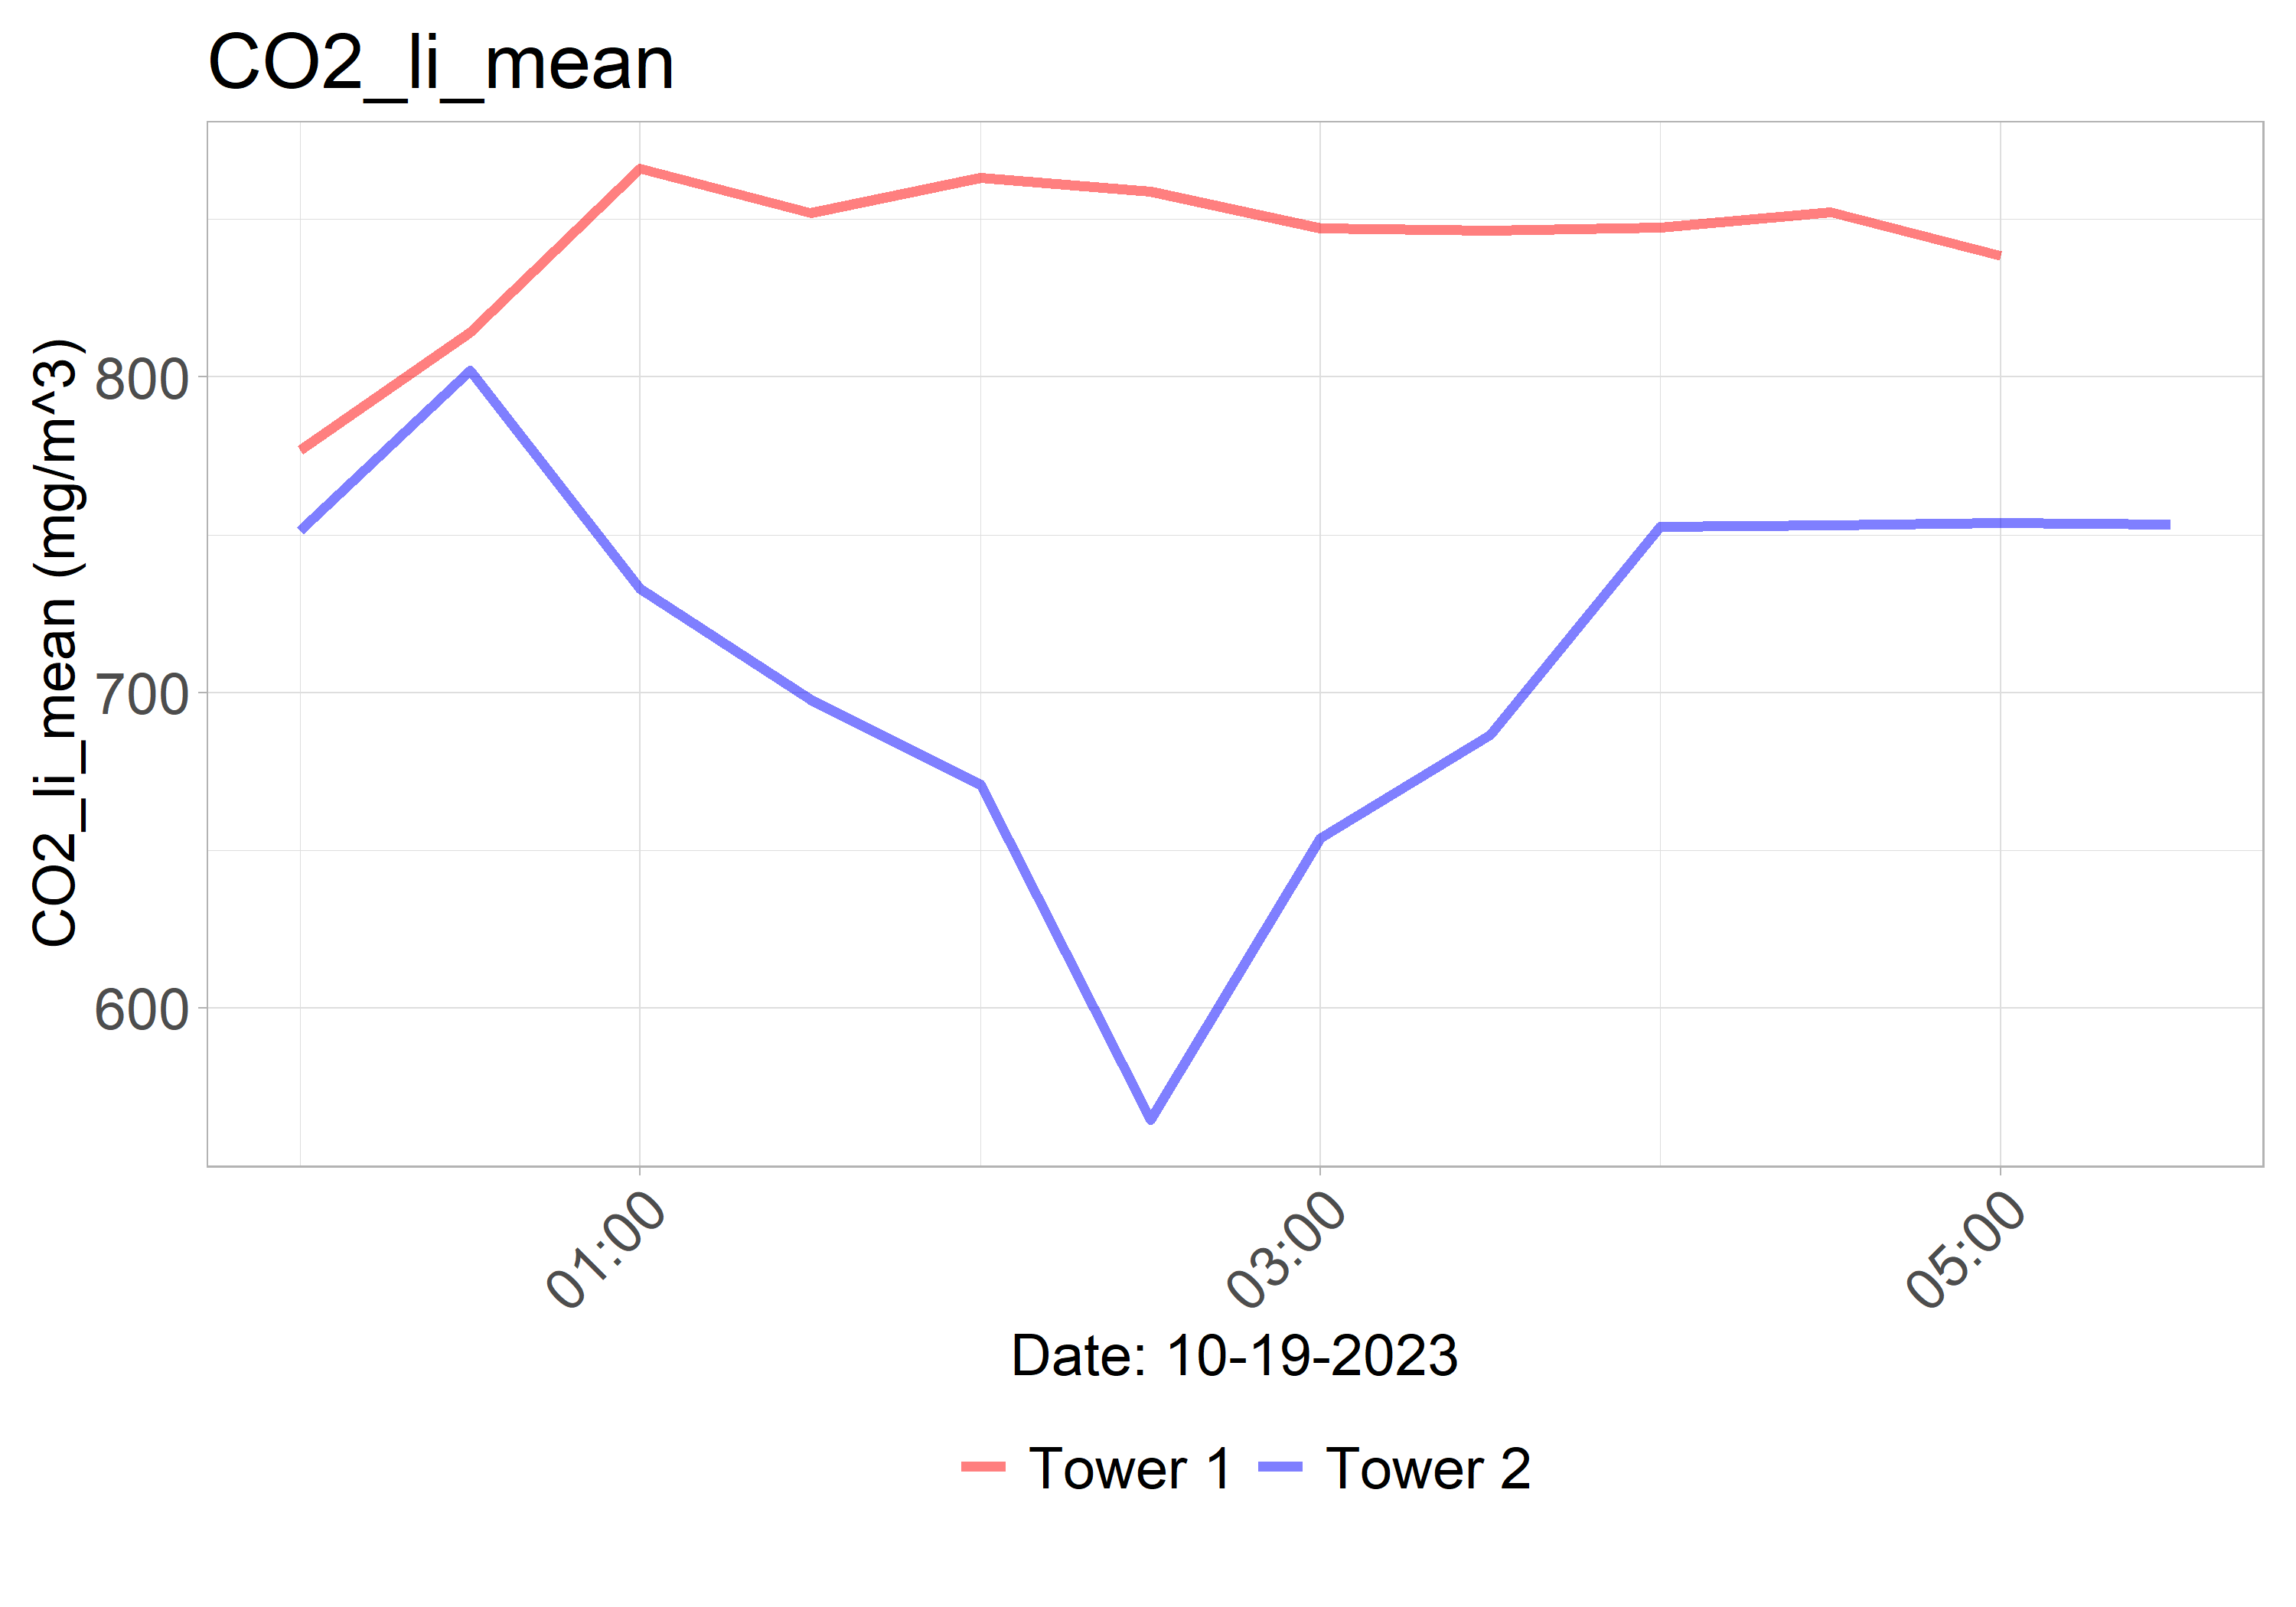 CO2_li_mean
CO2_li_mean (mg/m^3)
800
700
600
01:00
03:00
05:00
Date: 10-19-2023
Tower 1
Tower 2